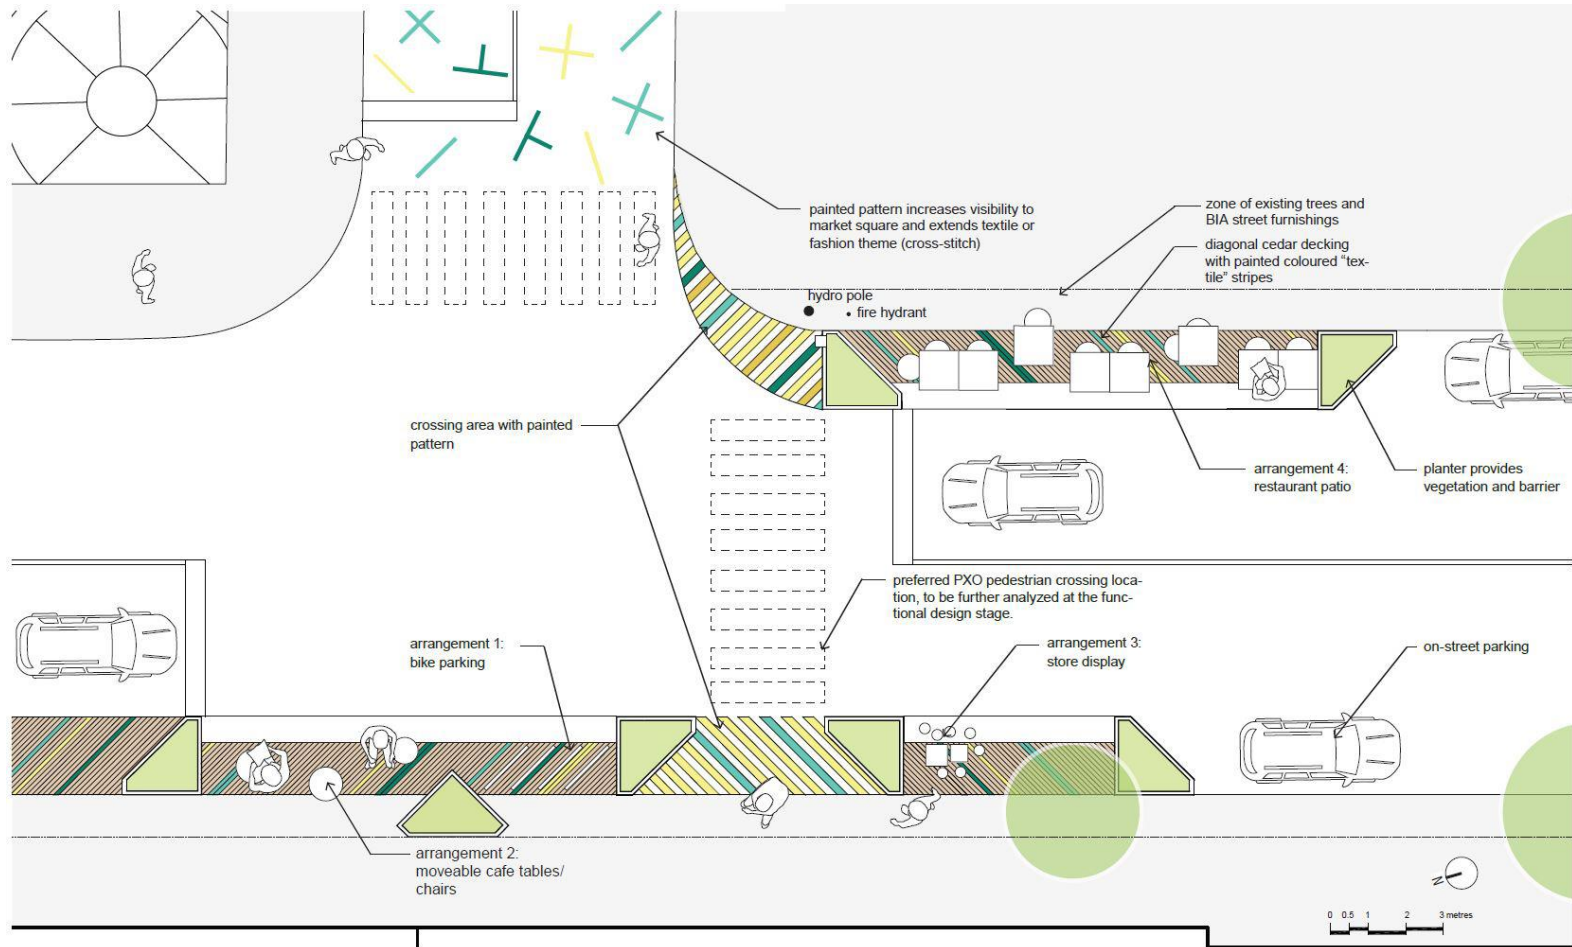 painted pattern increases visibility to
market square and extends textile or
fashion theme (cross-stitch)
zone of existing trees and
BIA street furnishings
diagonal cedar decking
with painted coloured “tex-
tile” stripes
hydro pole
fire hydrant
crossing area with painted
pattern
arrangement 4:
restaurant patio
planter provides
vegetation and barrier
preferred PXO pedestrian crossing loca-
tion, to be further analyzed at the func-
tional design stage.
arrangement 1:
bike parking
arrangement 3:
store display
on-street parking
arrangement 2:
moveable cafe tables/
chairs
N
0 0.5 1 2 3 metres